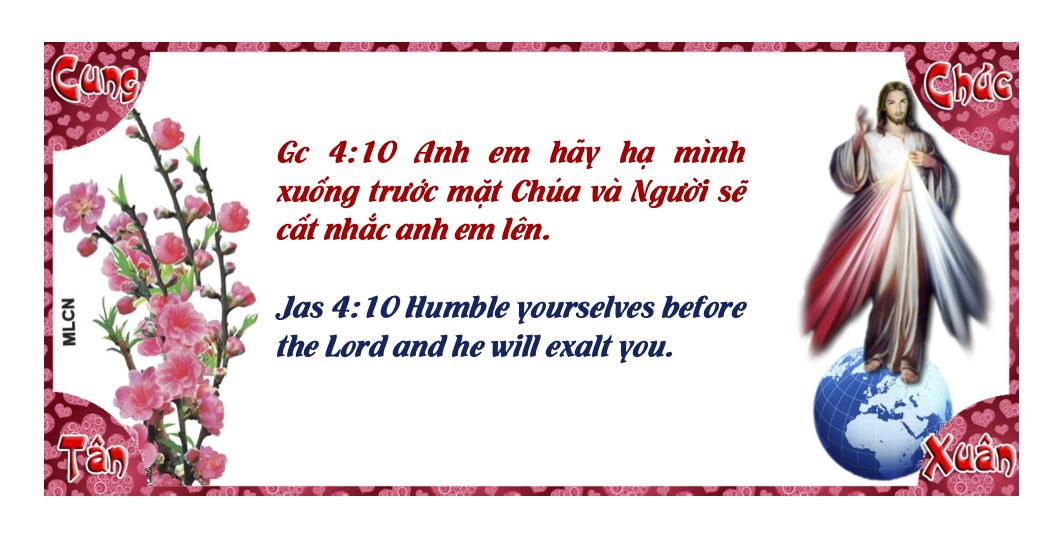 Cung
Chúc
Gc 4:10 Anh em hãy hạ mình
xuống trước mặt Chúa và Người sẽ
cất nhắc anh em lên.
Jas 4:10 Humble yourselves before
the Lord and he will exalt you.
MLCN
Tân
Xuân